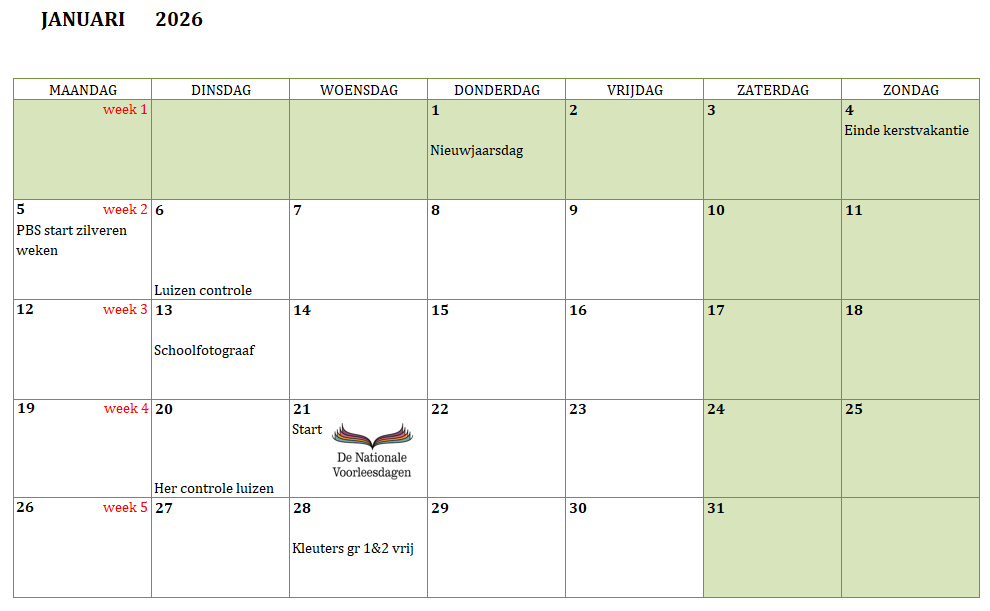 JANUARI 2026
MAANDAG DINSDAG WOENSDAG DONDERDAG VRIJDAG ZATERDAG ZONDAG
week 1 1 2 3 4
Einde kerstvakantie
Nieuwjaarsdag
5 week 2 6 7 8 9 10 11
PBS start zilveren
weken
Luizen controle
12 week 3 13 14 15 16 17 18
Schoolfotograaf
19 week 4 20 21 22 23 24 25
Start
De Nationale
Voorleesdagen
Her controle luizen
26 week 5 27 28 29 30 31
Kleuters gr 1&2 vrij